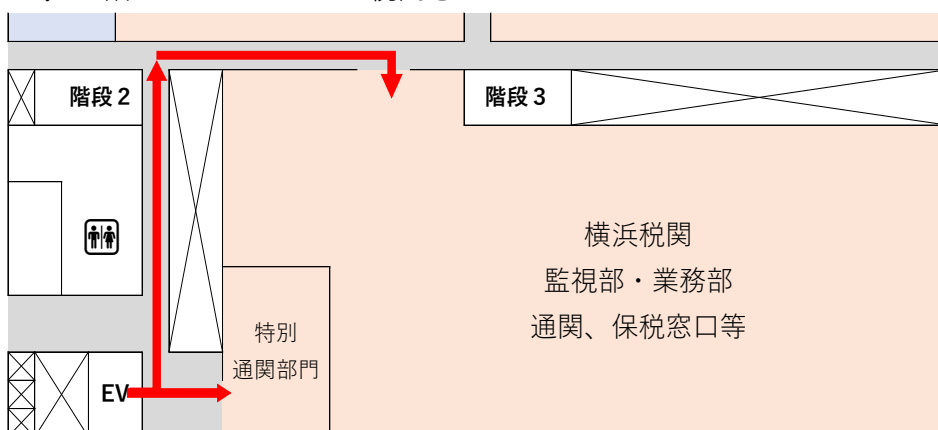 階段２
階段３
横浜税関
監視部・業務部
通関、保税窓口等
特別
通関部門
EV